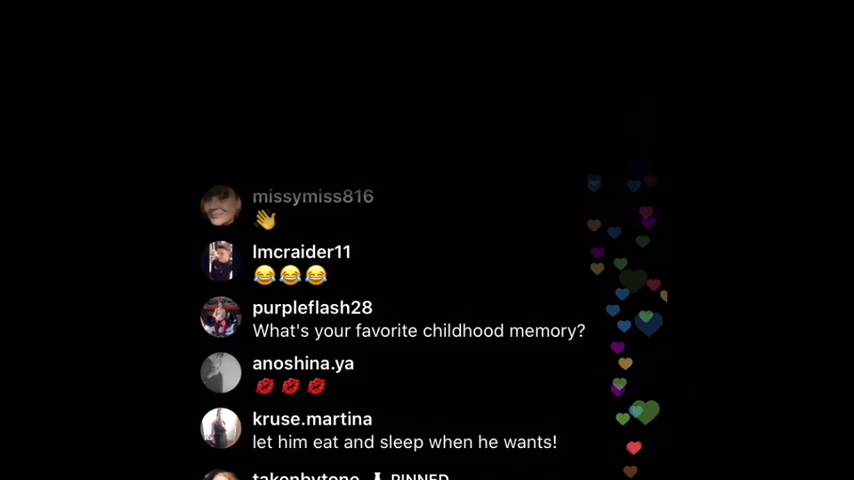 missymiss816
👋
lmcraider11
😂😂😂
purpleflash28
What's your favorite childhood memory?
anoshina.ya
💋💋💋
kruse.martina
let him eat and sleep when he wants!
takenbytone PINNED